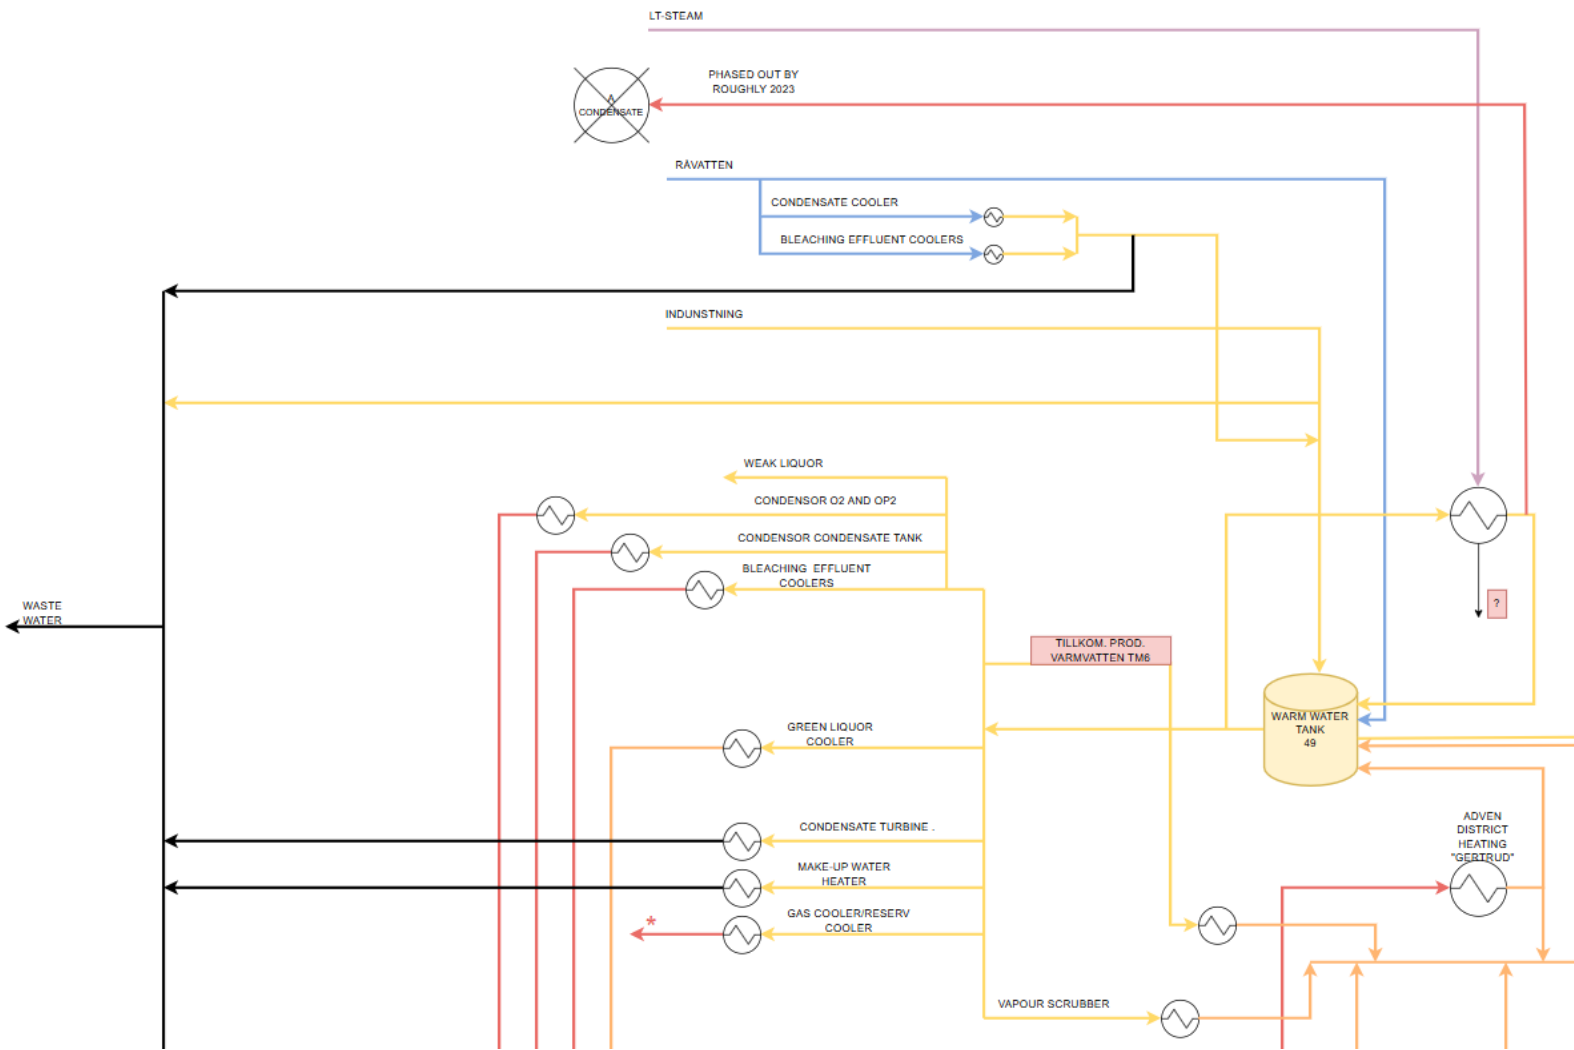 LT-STEAM
PHASED OUT BY
ROUGHLY 2023
A
CONDENSATE
RÅVATTEN
CONDENSATE COOLER
BLEACHING EFFLUENT COOLERS
INDUNSTNING
WEAK LIQUOR
CONDENSOR O2 AND OP2
CONDENSOR CONDENSATE TANK
BLEACHING EFFLUENT
COOLERS
WASTE
WATER
?
TILLKOM. PROD.
VARMVATTEN TM6
WARM WATER
TANK
49
GREEN LIQUOR
COOLER
CONDENSATE TURBINE .
MAKE-UP WATER
HEATER
GAS COOLER/RESERV
COOLER
*
ADVEN
DISTRICT
HEATING
"GERTRUD"
VAPOUR SCRUBBER